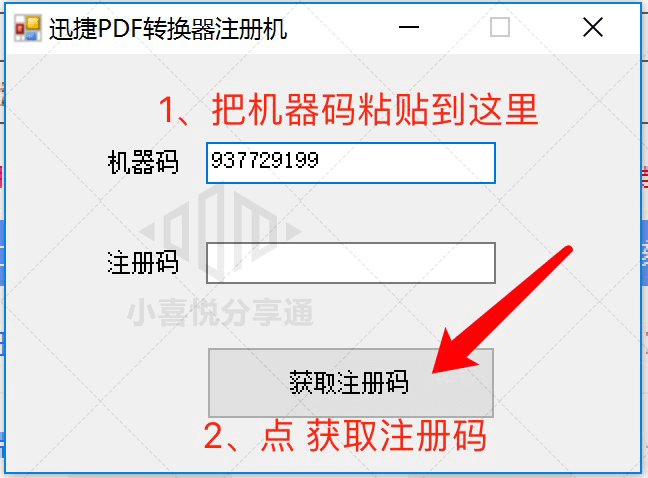 迅捷PDF转换器注册机
1、把机器码粘贴到这里
机器码
937729199
注册码
小喜悦分享通
获取注册码
2、点 获取注册码